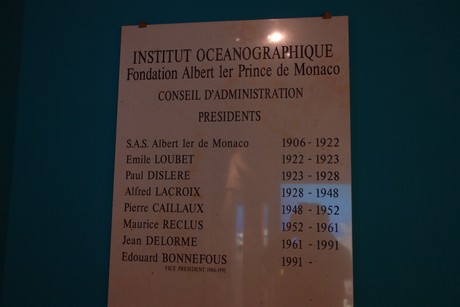 INSTITUT OCEANOGRAPHIQUE
Fondation Albert Ier Prince de Monaco
CONSEIL D'ADMINISTRATION
PRESIDENTS
S.A.S. Albert Ier de Monaco 1906 - 1922
Emile LOUBET 1922 - 1923
Paul DISLERE 1923 - 1928
Alfred LACROIX 1928 - 1948
Pierre CAILLAUX 1948 - 1952
Maurice RECLUS 1952 - 1961
Jean DELORME 1961 - 1991
Edouard BONNEFOUS 1991 -
VICE PRESIDENT